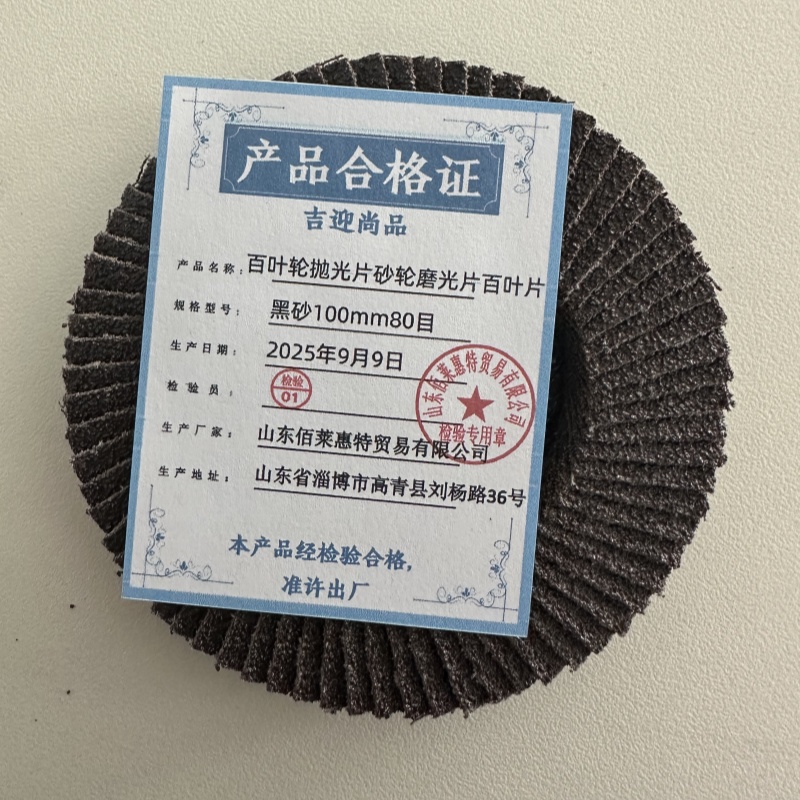 产品合格证
吉迎尚品
产品名称：百叶轮抛光片砂轮磨光片百叶片
规格型号：黑砂100mm80目
生产日期：2025年9月9日
检验员：检验01
生产厂家：山东佰莱惠特贸易有限公司
山东佰莱惠特贸易有限公司
检验专用章
生产地址：山东省淄博市高青县刘杨路36号
本产品经检验合格，
准许出厂